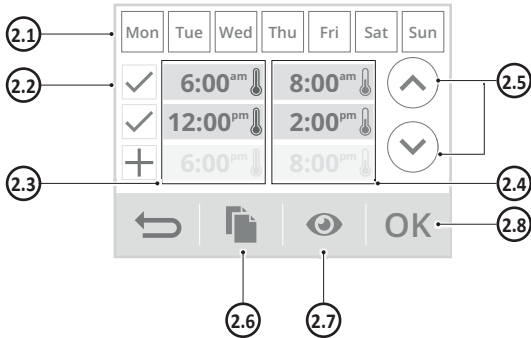 2.1 Mon Tue Wed Thu Fri Sat Sun
2.2 6:00am 8:00am 2.5
12:00pm 2:00pm
2.3 6:00pm 8:00pm 2.4
OK 2.8
2.6 2.7